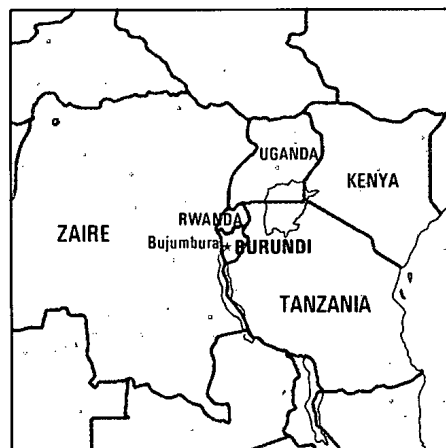 UGANDA
KENYA
RWANDA
ZAIRE
Bujumbura
BURUNDI
TANZANIA